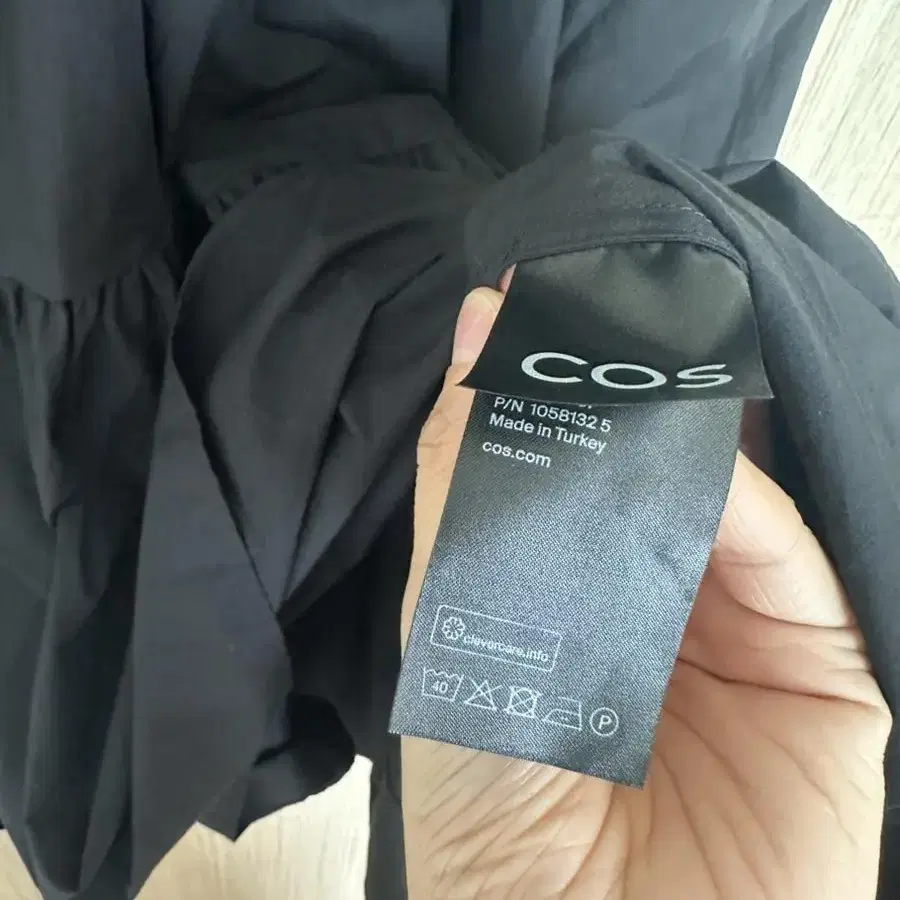 COS
P/N 1058132 5
Made in Turkey
cos.com
clevercare.info
40
P